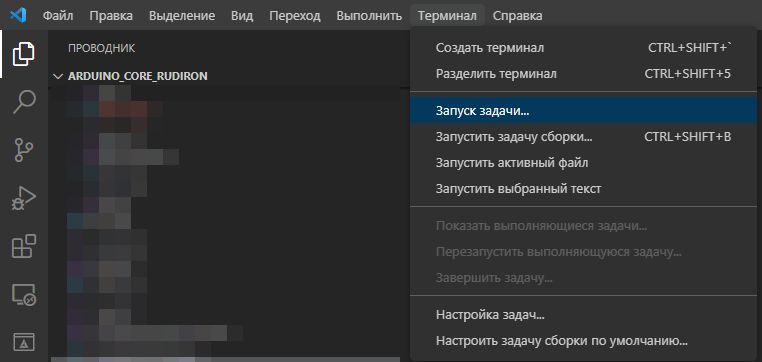 Файл Правка Выделение Вид Переход Выполнить Терминал Справка
ПРОВОДНИК
ARDUINO_CORE_RUDIRON
Создать терминал CTRL+SHIFT+`
Разделить терминал CTRL+SHIFT+5
Запуск задачи...
Запустить задачу сборки... CTRL+SHIFT+B
Запустить активный файл
Запустить выбранный текст
Показать выполняющиеся задачи...
Перезапустить выполняющуюся задачу...
Завершить задачу...
Настройка задач...
Настроить задачу сборки по умолчанию...